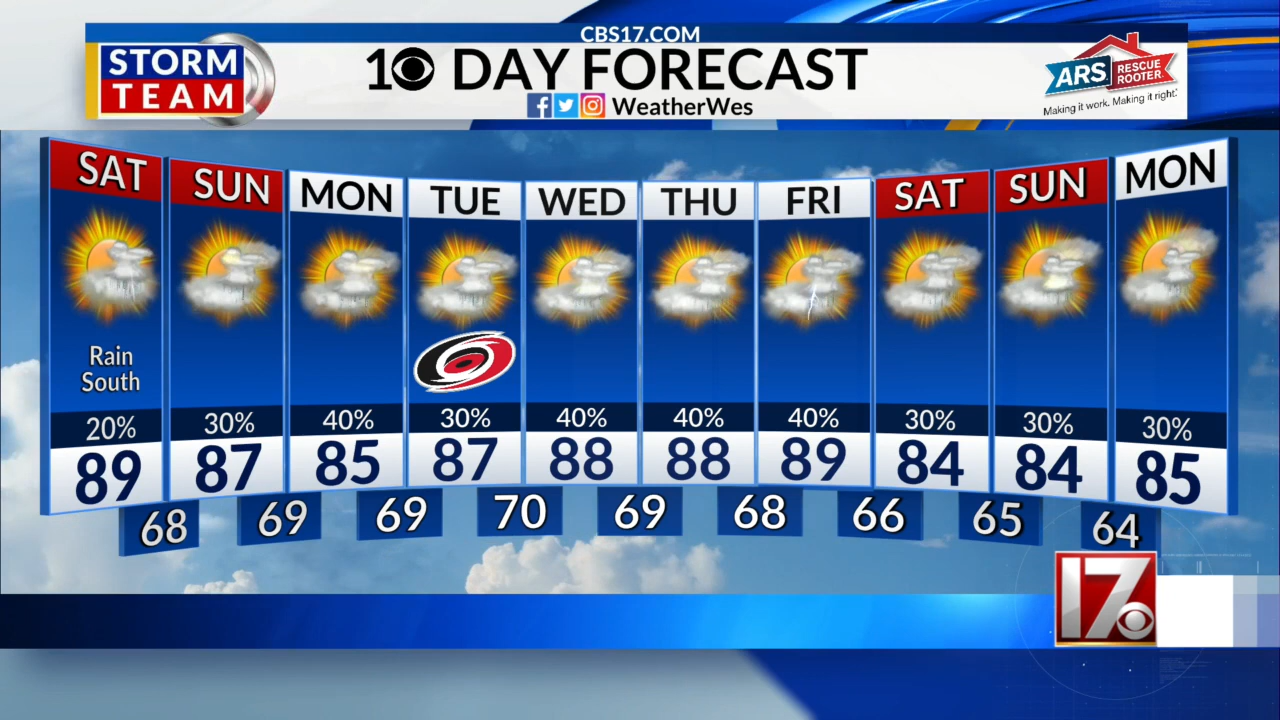 CBS17.COM
STORM
TEAM
10 DAY FORECAST
WeatherWes
ARS RESCUE
ROOTER
Making it work. Making it right.
SAT SUN MON TUE WED THU FRI SAT SUN MON
Rain
South
20% 30% 40% 30% 40% 40% 40% 30% 30% 30%
89 87 85 87 88 88 89 84 84 85
68 69 69 70 69 68 66 65 64
17